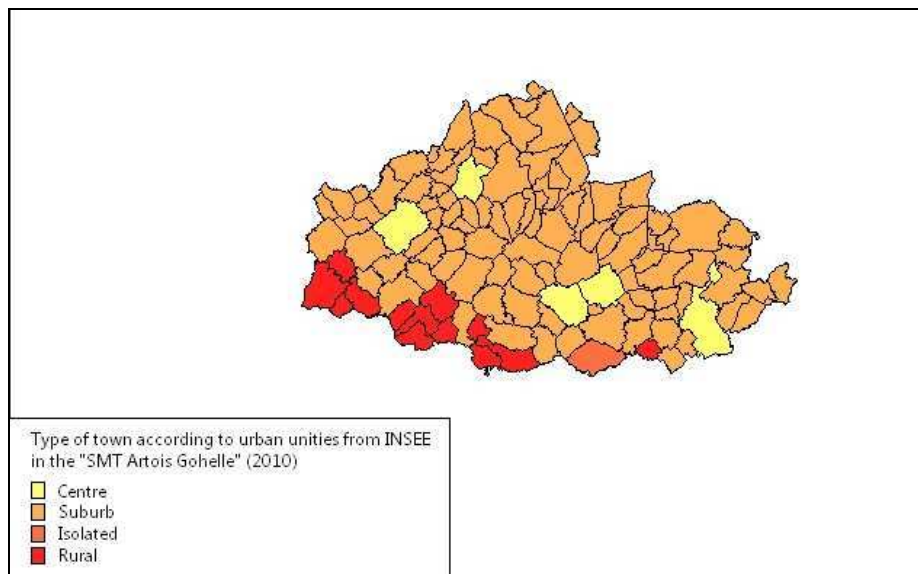 Type of town according to urban unities from INSEE
in the "SMT Artois Gohelle" (2010)
Centre
Suburb
Isolated
Rural